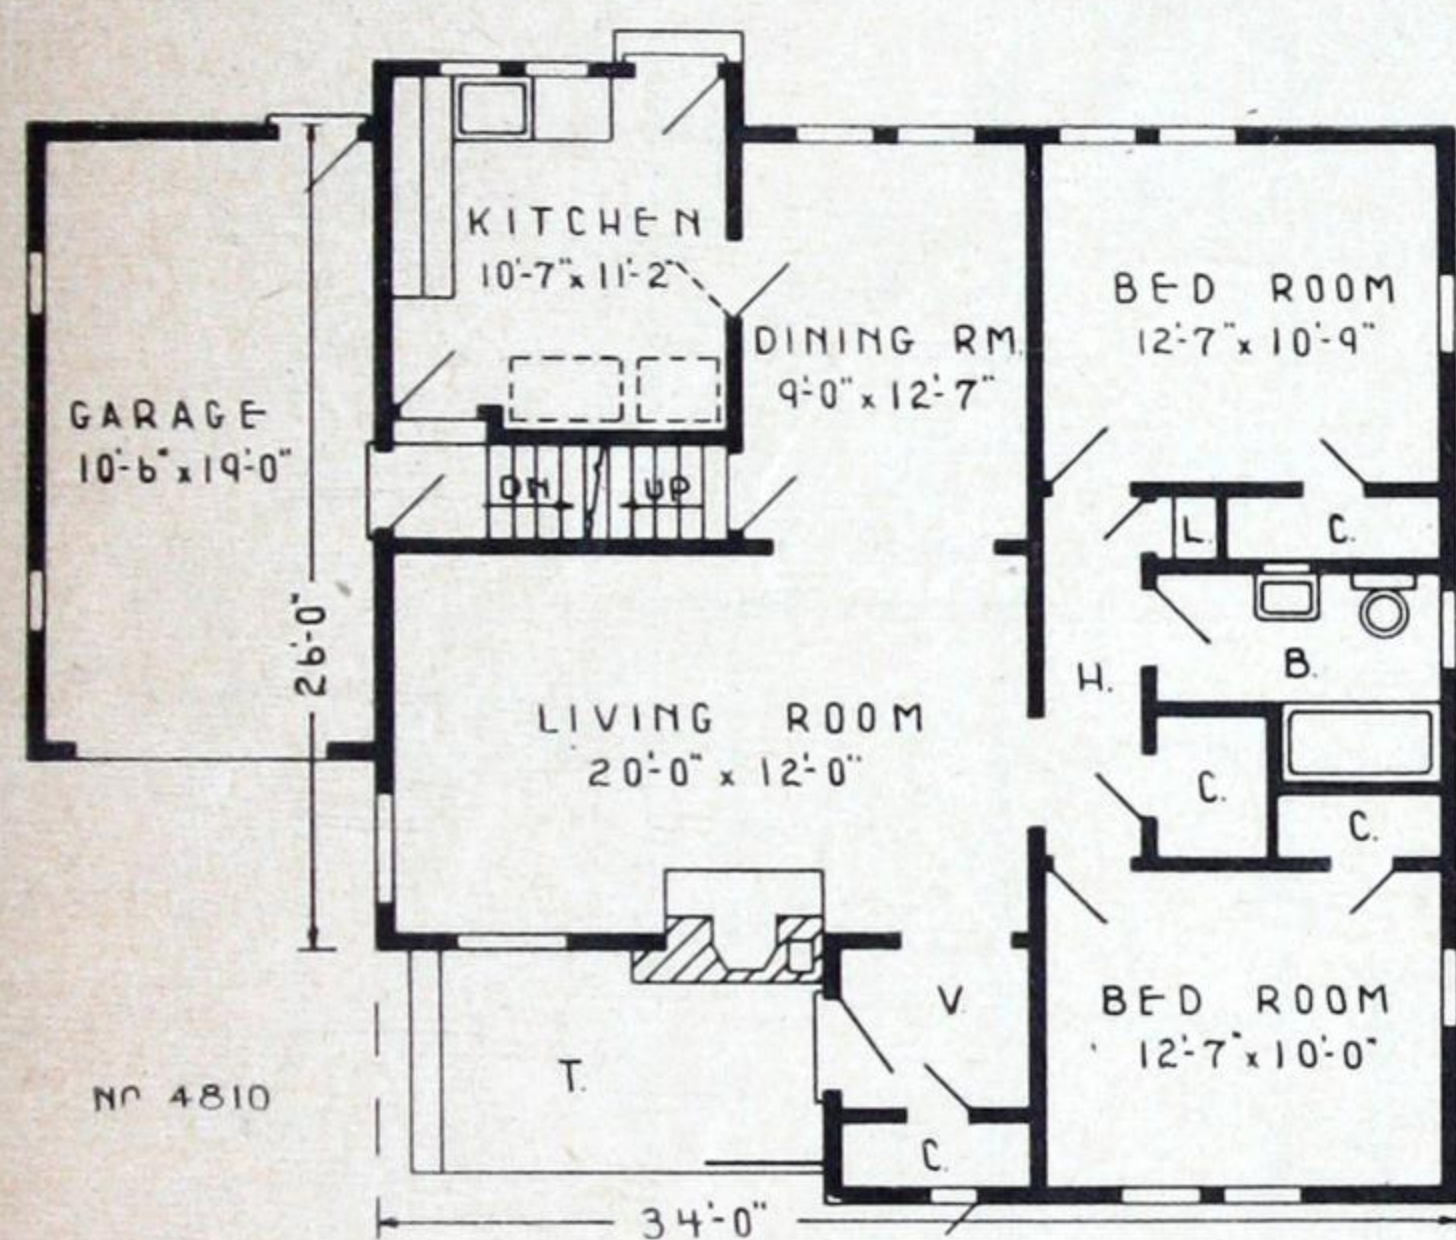 KITCHEN
10'-7" x 11'-2"
BED ROOM
12'-7" x 10'-9"
DINING RM.
9'-0" x 12'-7"
GARAGE
10'-6" x 19'-0"
DN
UP
L.
C.
26'-0"
B.
H.
LIVING ROOM
20'-0" x 12'-0"
C.
C.
V.
BED ROOM
12'-7" x 10'-0"
T.
No 4810
C.
34'-0"